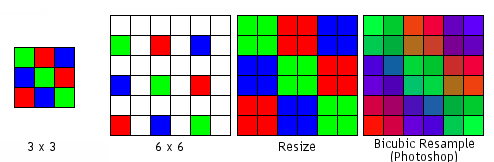 3 x 3
6 x 6
Resize
Bicubic Resample
(Photoshop)